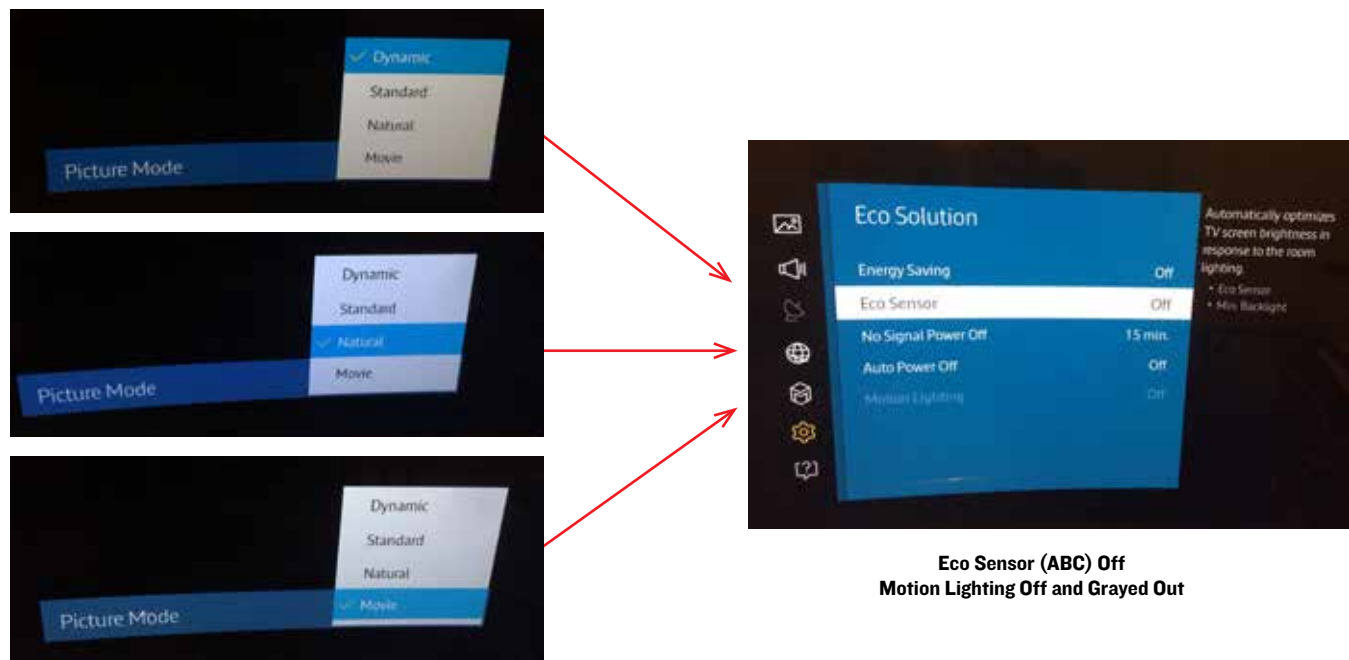 Dynamic
Standard
Natural
Movie
Picture Mode
Dynamic
Standard
Natural
Movie
Picture Mode
Dynamic
Standard
Natural
Movie
Picture Mode
Eco Solution
Energy Saving Off
Eco Sensor Off
No Signal Power Off 15 min.
Auto Power Off Off
Motion Lighting Off
Automatically optimizes
TV screen brightness in
response to the room
lighting.
• Eco Sensor
• Min. Backlight
Eco Sensor (ABC) Off
Motion Lighting Off and Grayed Out